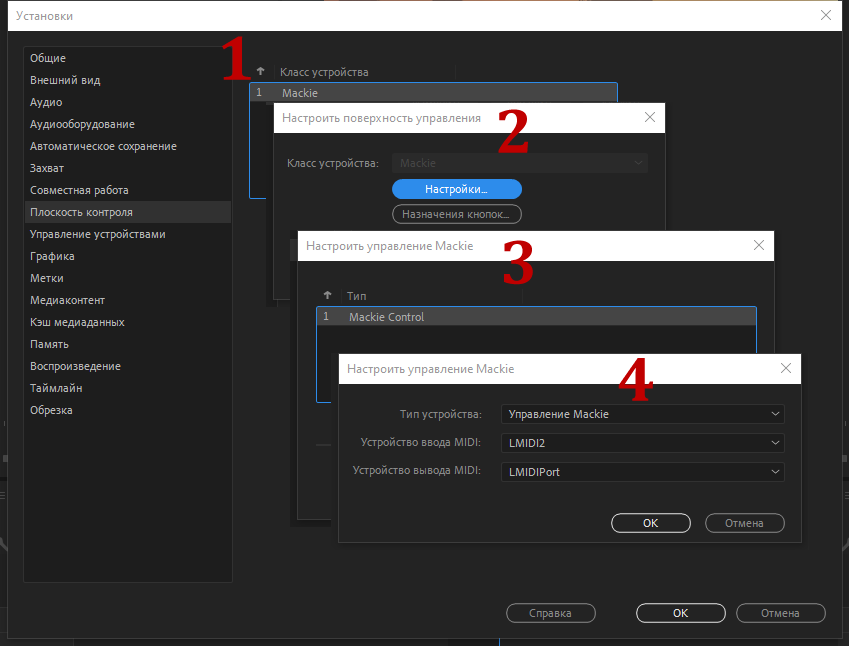 Установки
Общие
Внешний вид
Аудио
Аудиооборудование
Автоматическое сохранение
Захват
Совместная работа
Плоскость контроля
Управление устройствами
Графика
Метки
Медиаконтент
Кэш медиаданных
Память
Воспроизведение
Таймлайн
Обрезка
1
Класс устройства
1 Mackie
2
Настроить поверхность управления
Класс устройства: Mackie
Настройки...
Назначения кнопок...
3
Настроить управление Mackie
Тип
1 Mackie Control
4
Настроить управление Mackie
Тип устройства: Управление Mackie
Устройство ввода MIDI: LMIDI2
Устройство вывода MIDI: LMIDIPort
OK Отмена
Справка OK Отмена